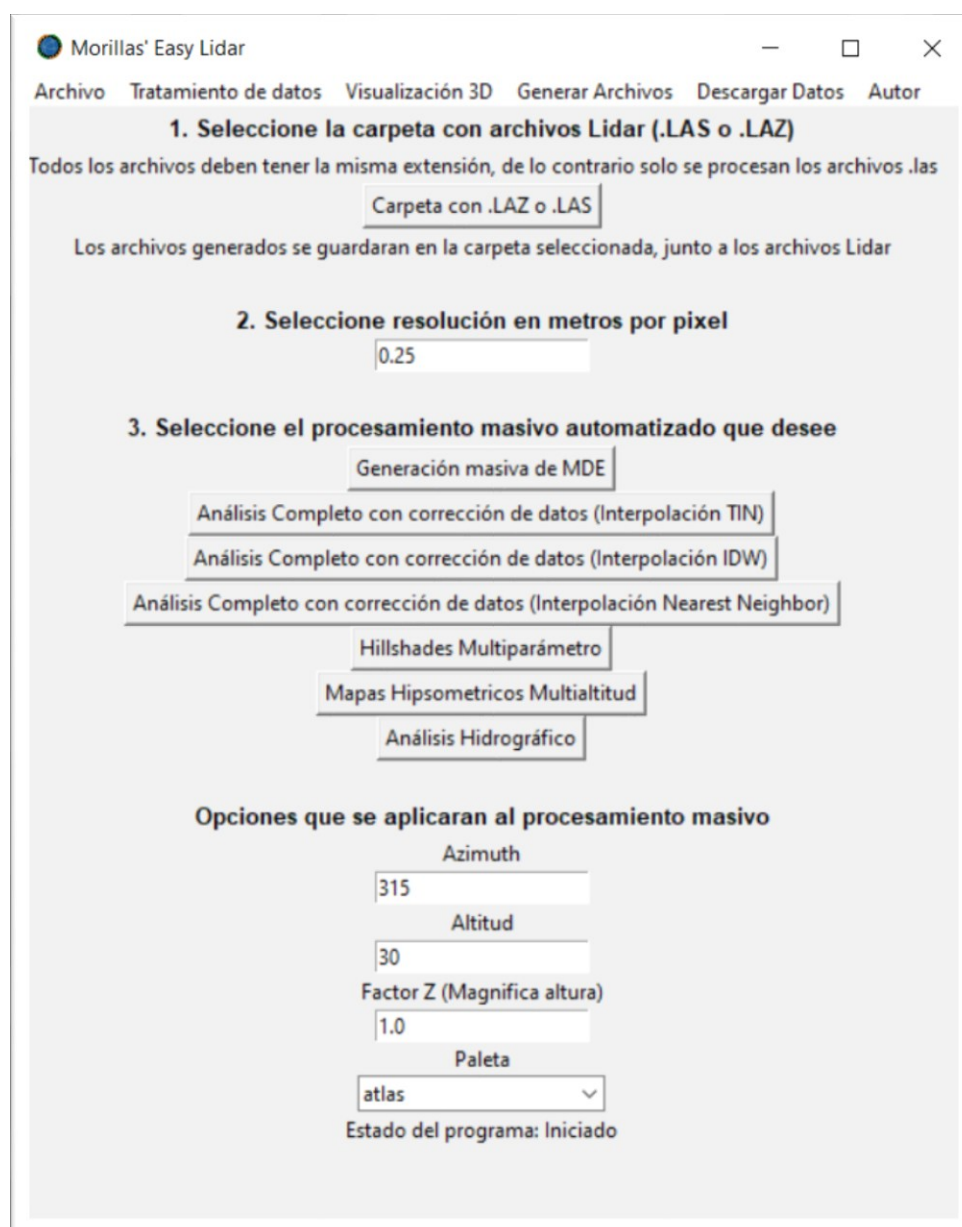 Morillas' Easy Lidar
Archivo Tratamiento de datos Visualización 3D Generar Archivos Descargar Datos Autor
1. Seleccione la carpeta con archivos Lidar (.LAS o .LAZ)
Todos los archivos deben tener la misma extensión, de lo contrario solo se procesan los archivos .las
Carpeta con .LAZ o .LAS
Los archivos generados se guardaran en la carpeta seleccionada, junto a los archivos Lidar
2. Seleccione resolución en metros por pixel
0.25
3. Seleccione el procesamiento masivo automatizado que desee
Generación masiva de MDE
Análisis Completo con corrección de datos (Interpolación TIN)
Análisis Completo con corrección de datos (Interpolación IDW)
Análisis Completo con corrección de datos (Interpolación Nearest Neighbor)
Hillshades Multiparámetro
Mapas Hipsometricos Multialtitud
Análisis Hidrográfico
Opciones que se aplicaran al procesamiento masivo
Azimuth
315
Altitud
30
Factor Z (Magnifica altura)
1.0
Paleta
atlas
Estado del programa: Iniciado